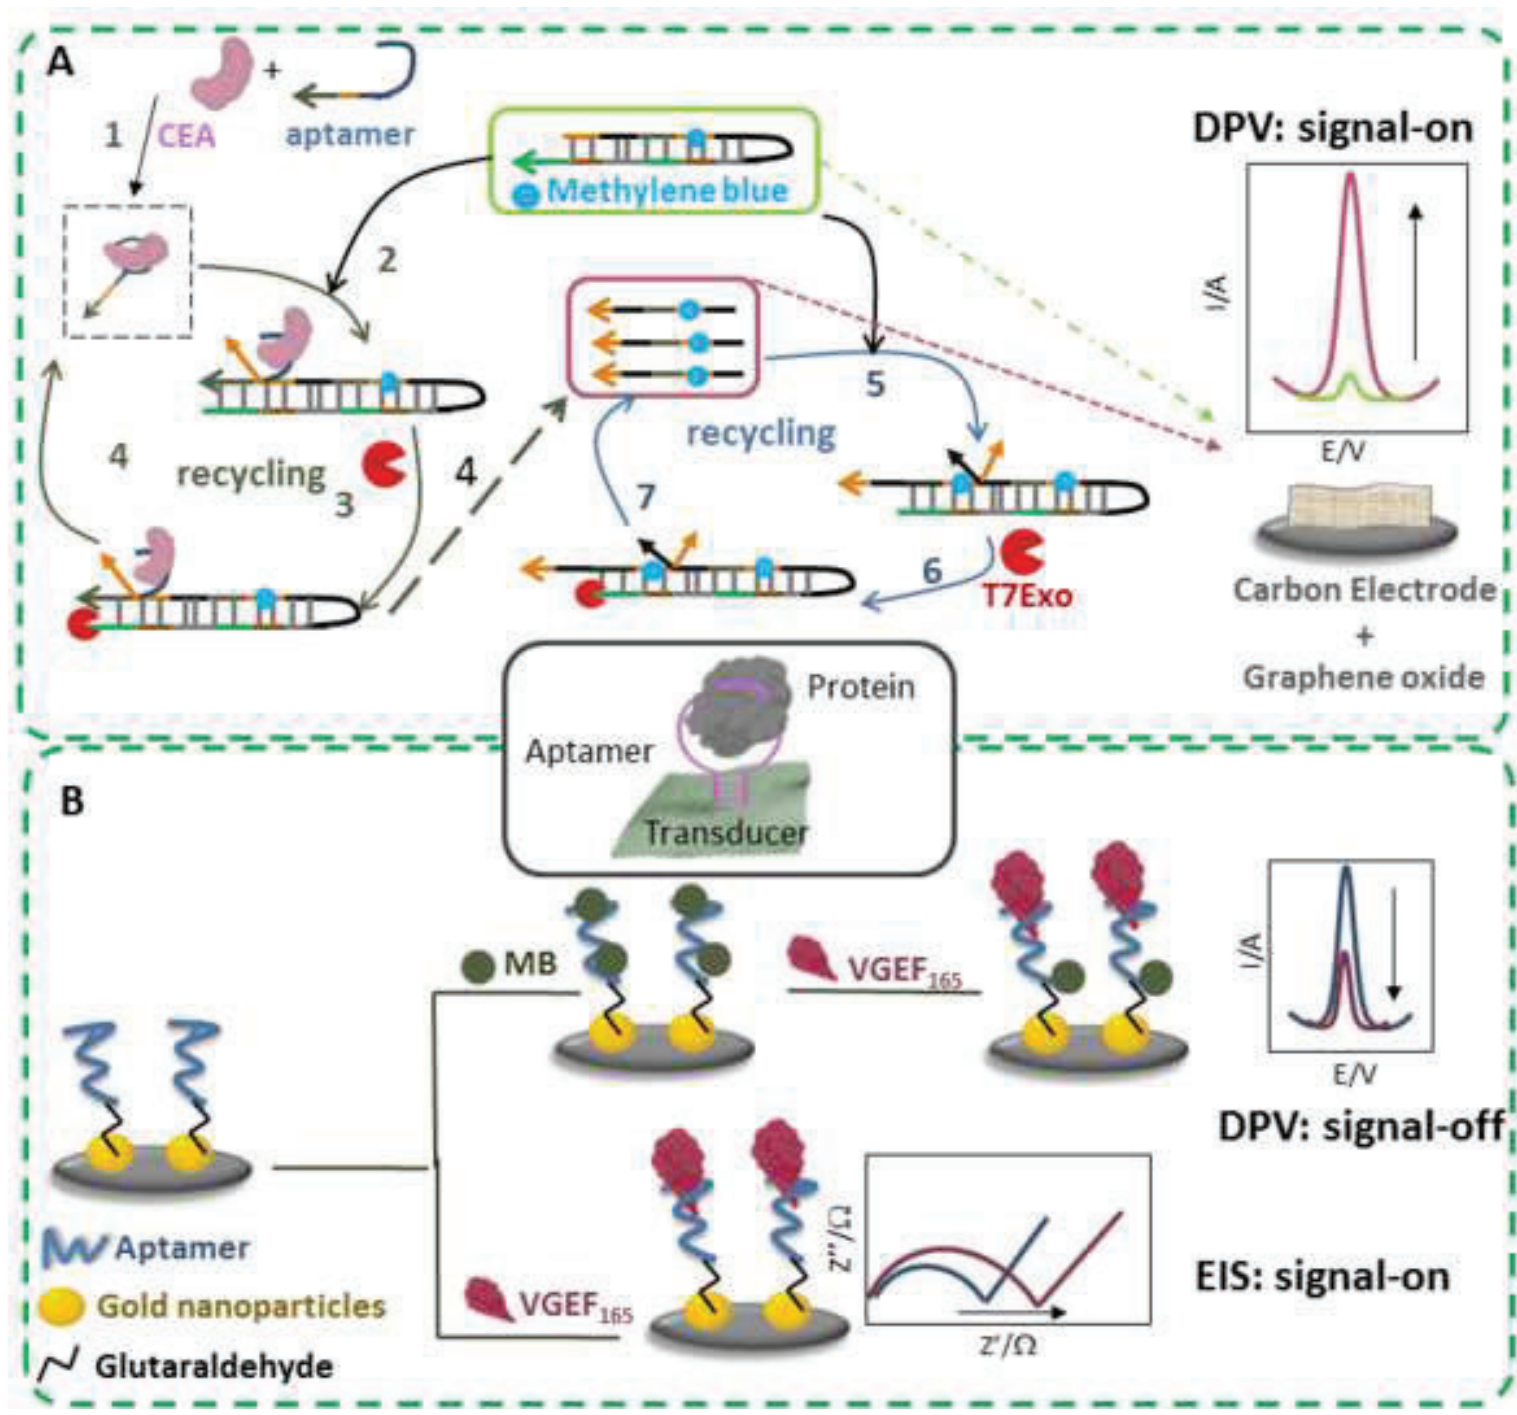 A
+
1
CEA
aptamer
Methylene blue
DPV: signal-on
2
I/A
E/V
5
recycling
4
recycling
3
4
7
6
T7Exo
Carbon Electrode
+
Graphene oxide
Protein
Aptamer
Transducer
B
MB
VGEF165
I/A
E/V
DPV: signal-off
Aptamer
Gold nanoparticles
Glutaraldehyde
VGEF165
Z''/Ω
Z'/Ω
EIS: signal-on